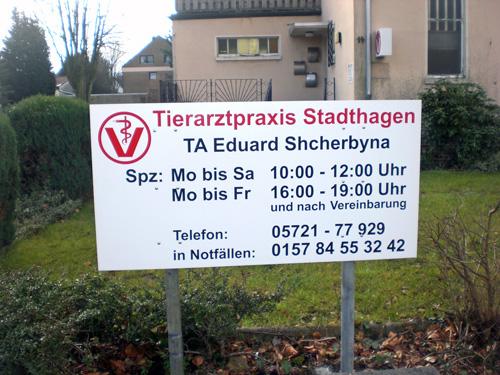 V
Tierarztpraxis Stadthagen
TA Eduard Shcherbyna
Spz: Mo bis Sa 10:00 - 12:00 Uhr
Mo bis Fr 16:00 - 19:00 Uhr
und nach Vereinbarung
Telefon: 05721 - 77 929
in Notfällen: 0157 84 55 32 42